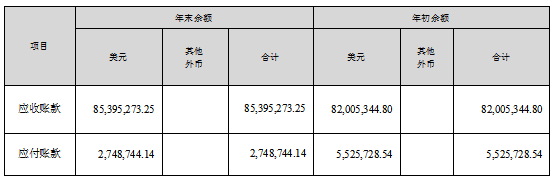 项目 年末余额 年初余额
美元 其他外币 合计 美元 其他外币 合计
应收账款 85,395,273.25 85,395,273.25 82,005,344.80 82,005,344.80
应付账款 2,748,744.14 2,748,744.14 5,525,728.54 5,525,728.54